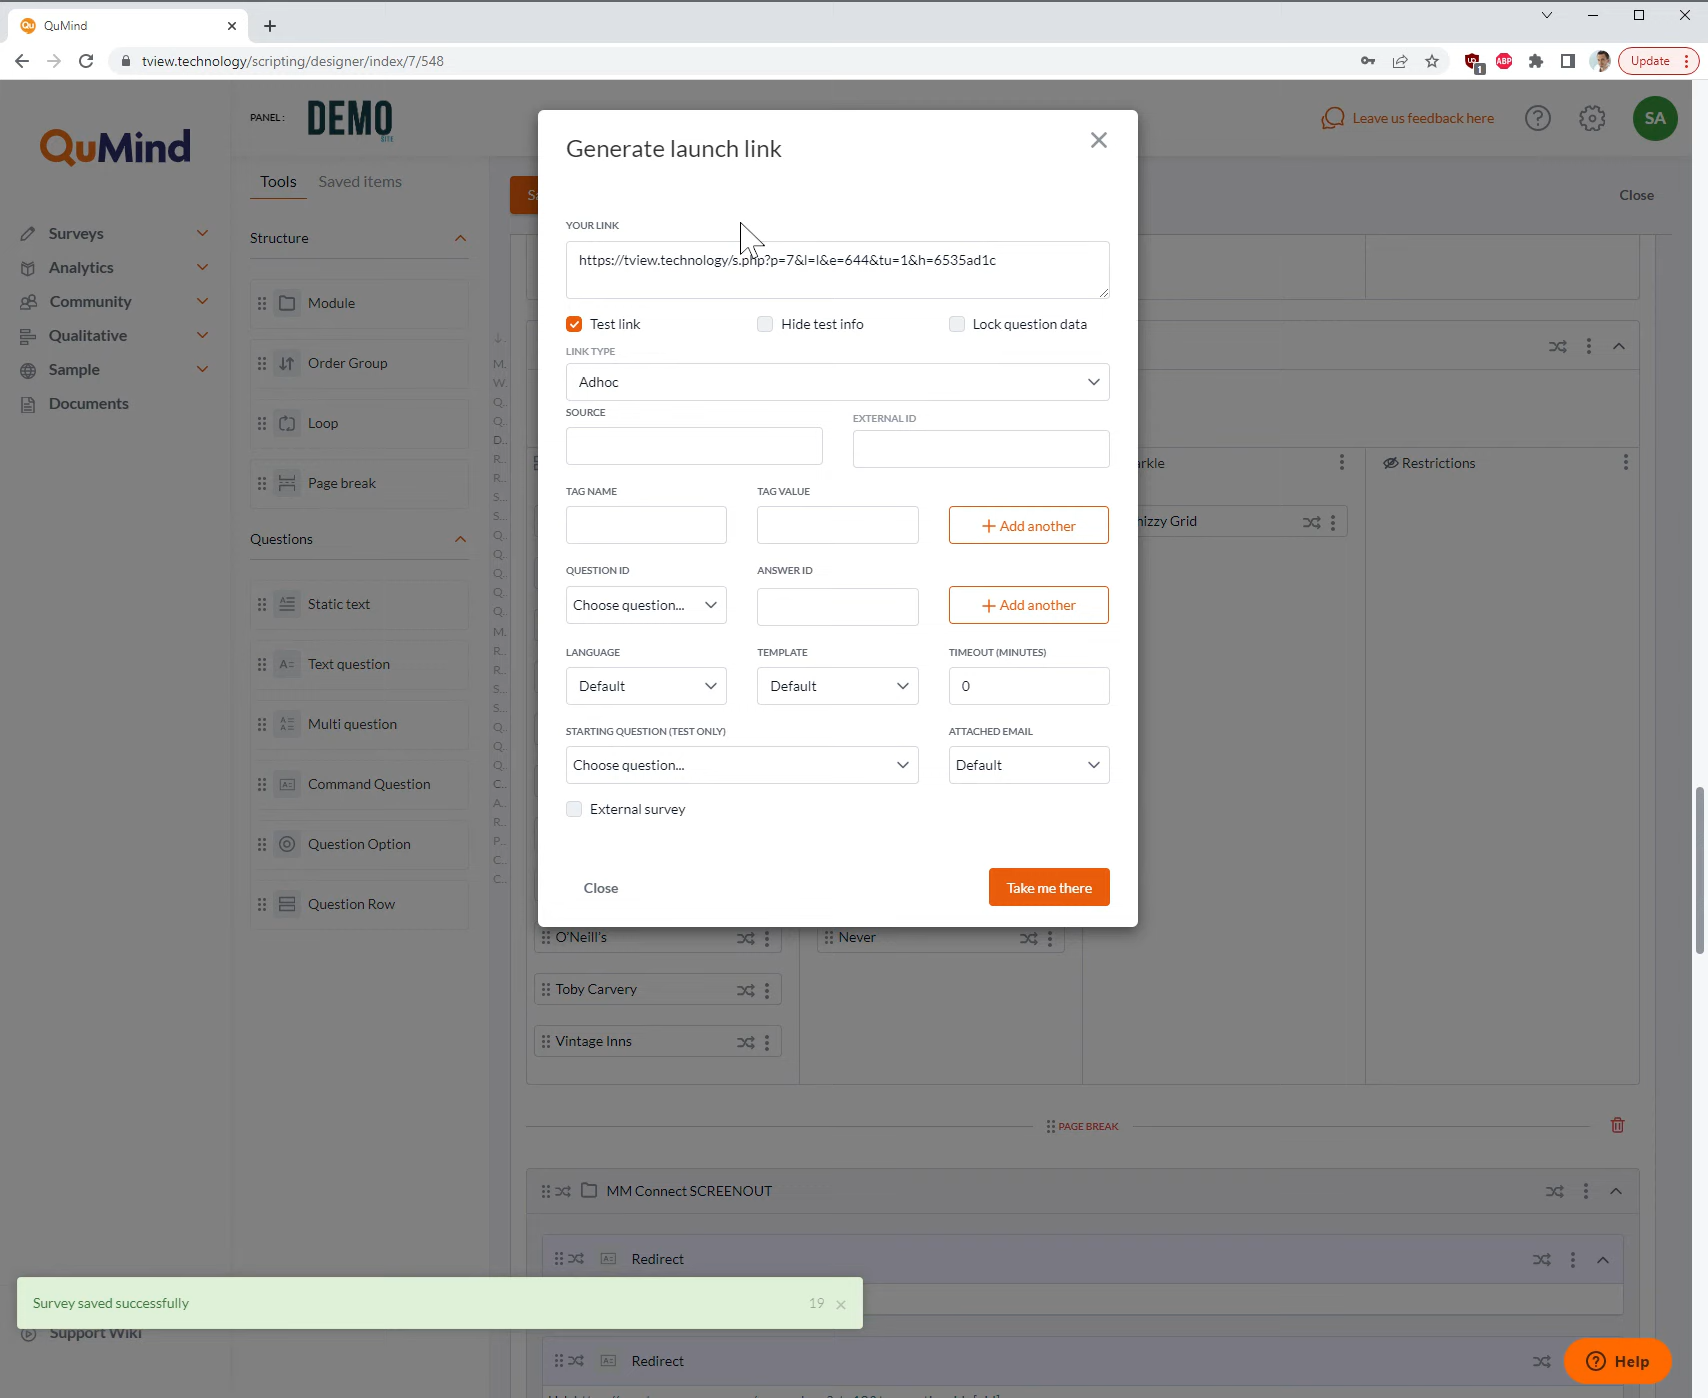 QuMind
tview.technology/scripting/designer/index/7/548
1
ABP
Update
QuMind
PANEL:
DEMO
SITE
Leave us feedback here
SA
Tools
Saved items
Close
Surveys
Analytics
Community
Qualitative
Sample
Documents
Support Wiki
Structure
Module
Order Group
Loop
Page break
Questions
Static text
Text question
Multi question
Command Question
Question Option
Question Row
Generate launch link
YOUR LINK
https://tview.technology/s.php?p=7&l=l&e=644&tu=1&h=6535ad1c
Test link
Hide test info
Lock question data
LINK TYPE
Adhoc
SOURCE
EXTERNAL ID
TAG NAME
TAG VALUE
+ Add another
QUESTION ID
ANSWER ID
Choose question...
+ Add another
LANGUAGE
TEMPLATE
TIMEOUT (MINUTES)
Default
Default
0
STARTING QUESTION (TEST ONLY)
ATTACHED EMAIL
Choose question...
Default
External survey
Close
Take me there
Restrictions
O'Neill's
Never
Toby Carvery
Vintage Inns
PAGE BREAK
MM Connect SCREENOUT
Redirect
Redirect
Survey saved successfully
19
Help